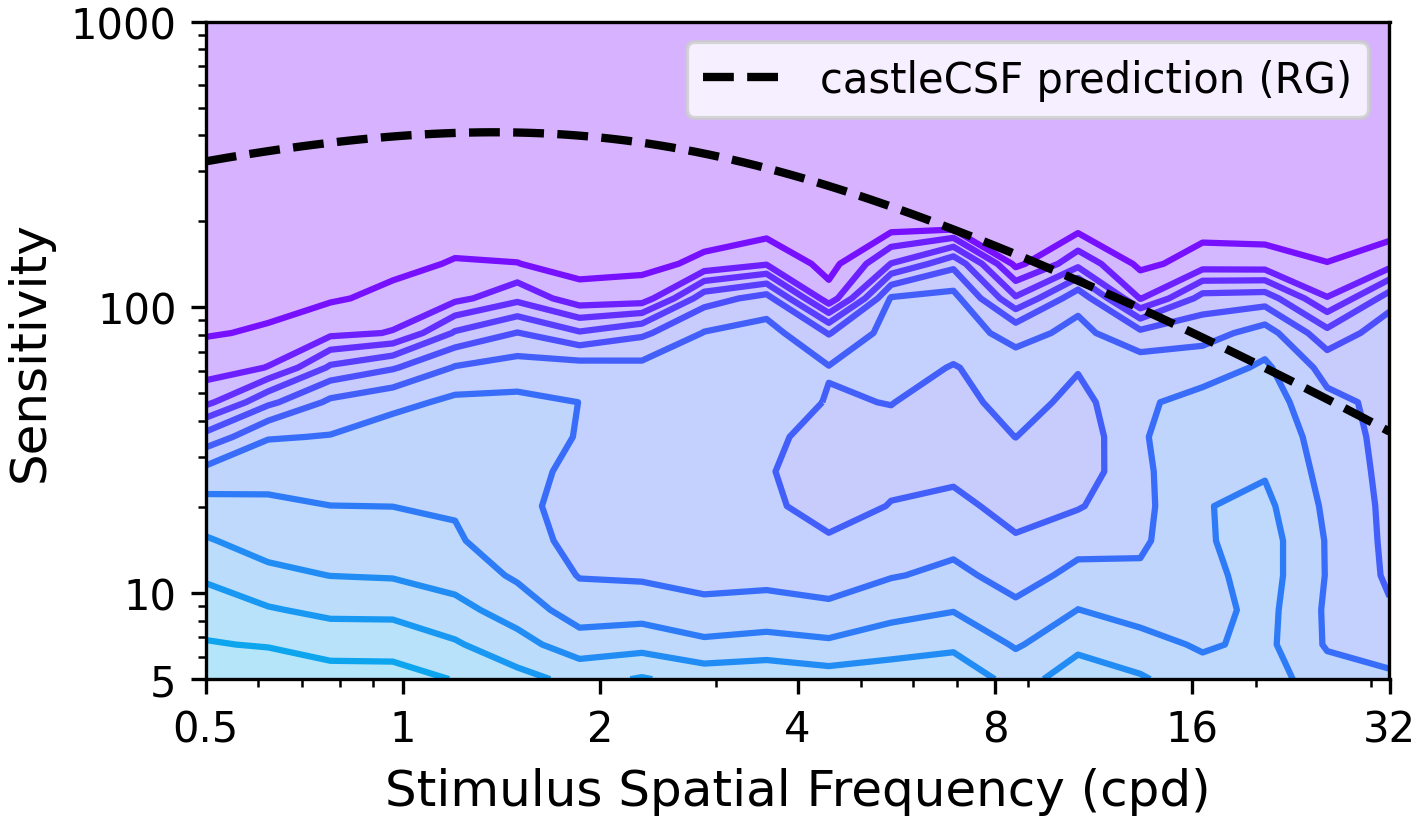 1000
100
10
5
Sensitivity
castleCSF prediction (RG)
0.5 1 2 4 8 16 32
Stimulus Spatial Frequency (cpd)